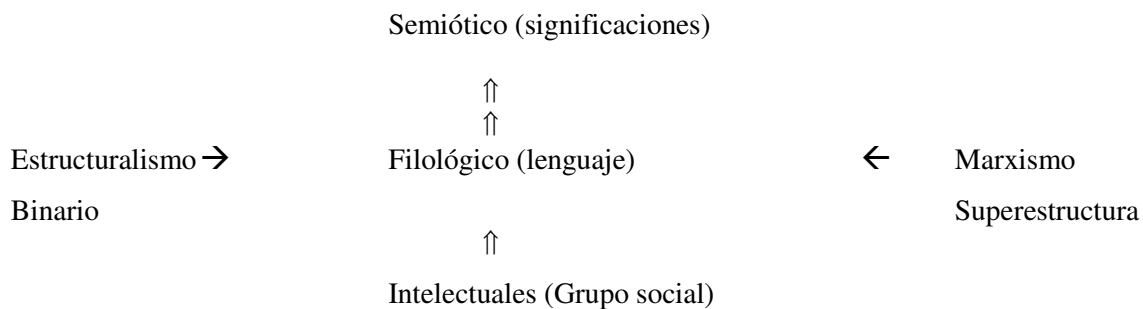 Semiótico (significaciones)
⇑
⇑
Estructuralismo → Filológico (lenguaje) ← Marxismo
Binario Superestructura
⇑
Intelectuales (Grupo social)